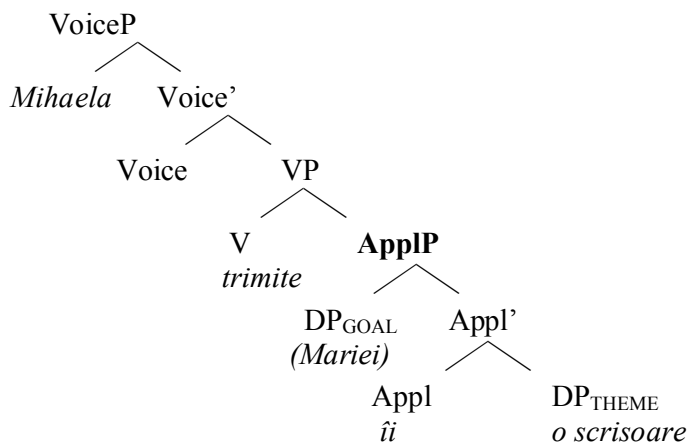 VoiceP
Mihaela Voice’
Voice VP
V ApplP
trimite
DPGOAL Appl’
(Mariei)
Appl DPTHEME
îi o scrisoare